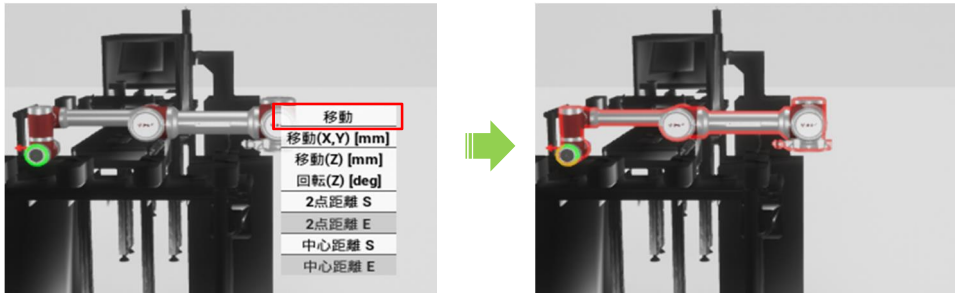 移動
移動(X,Y) [mm]
移動(Z) [mm]
回転(Z) [deg]
2点距離 S
2点距離 E
中心距離 S
中心距離 E